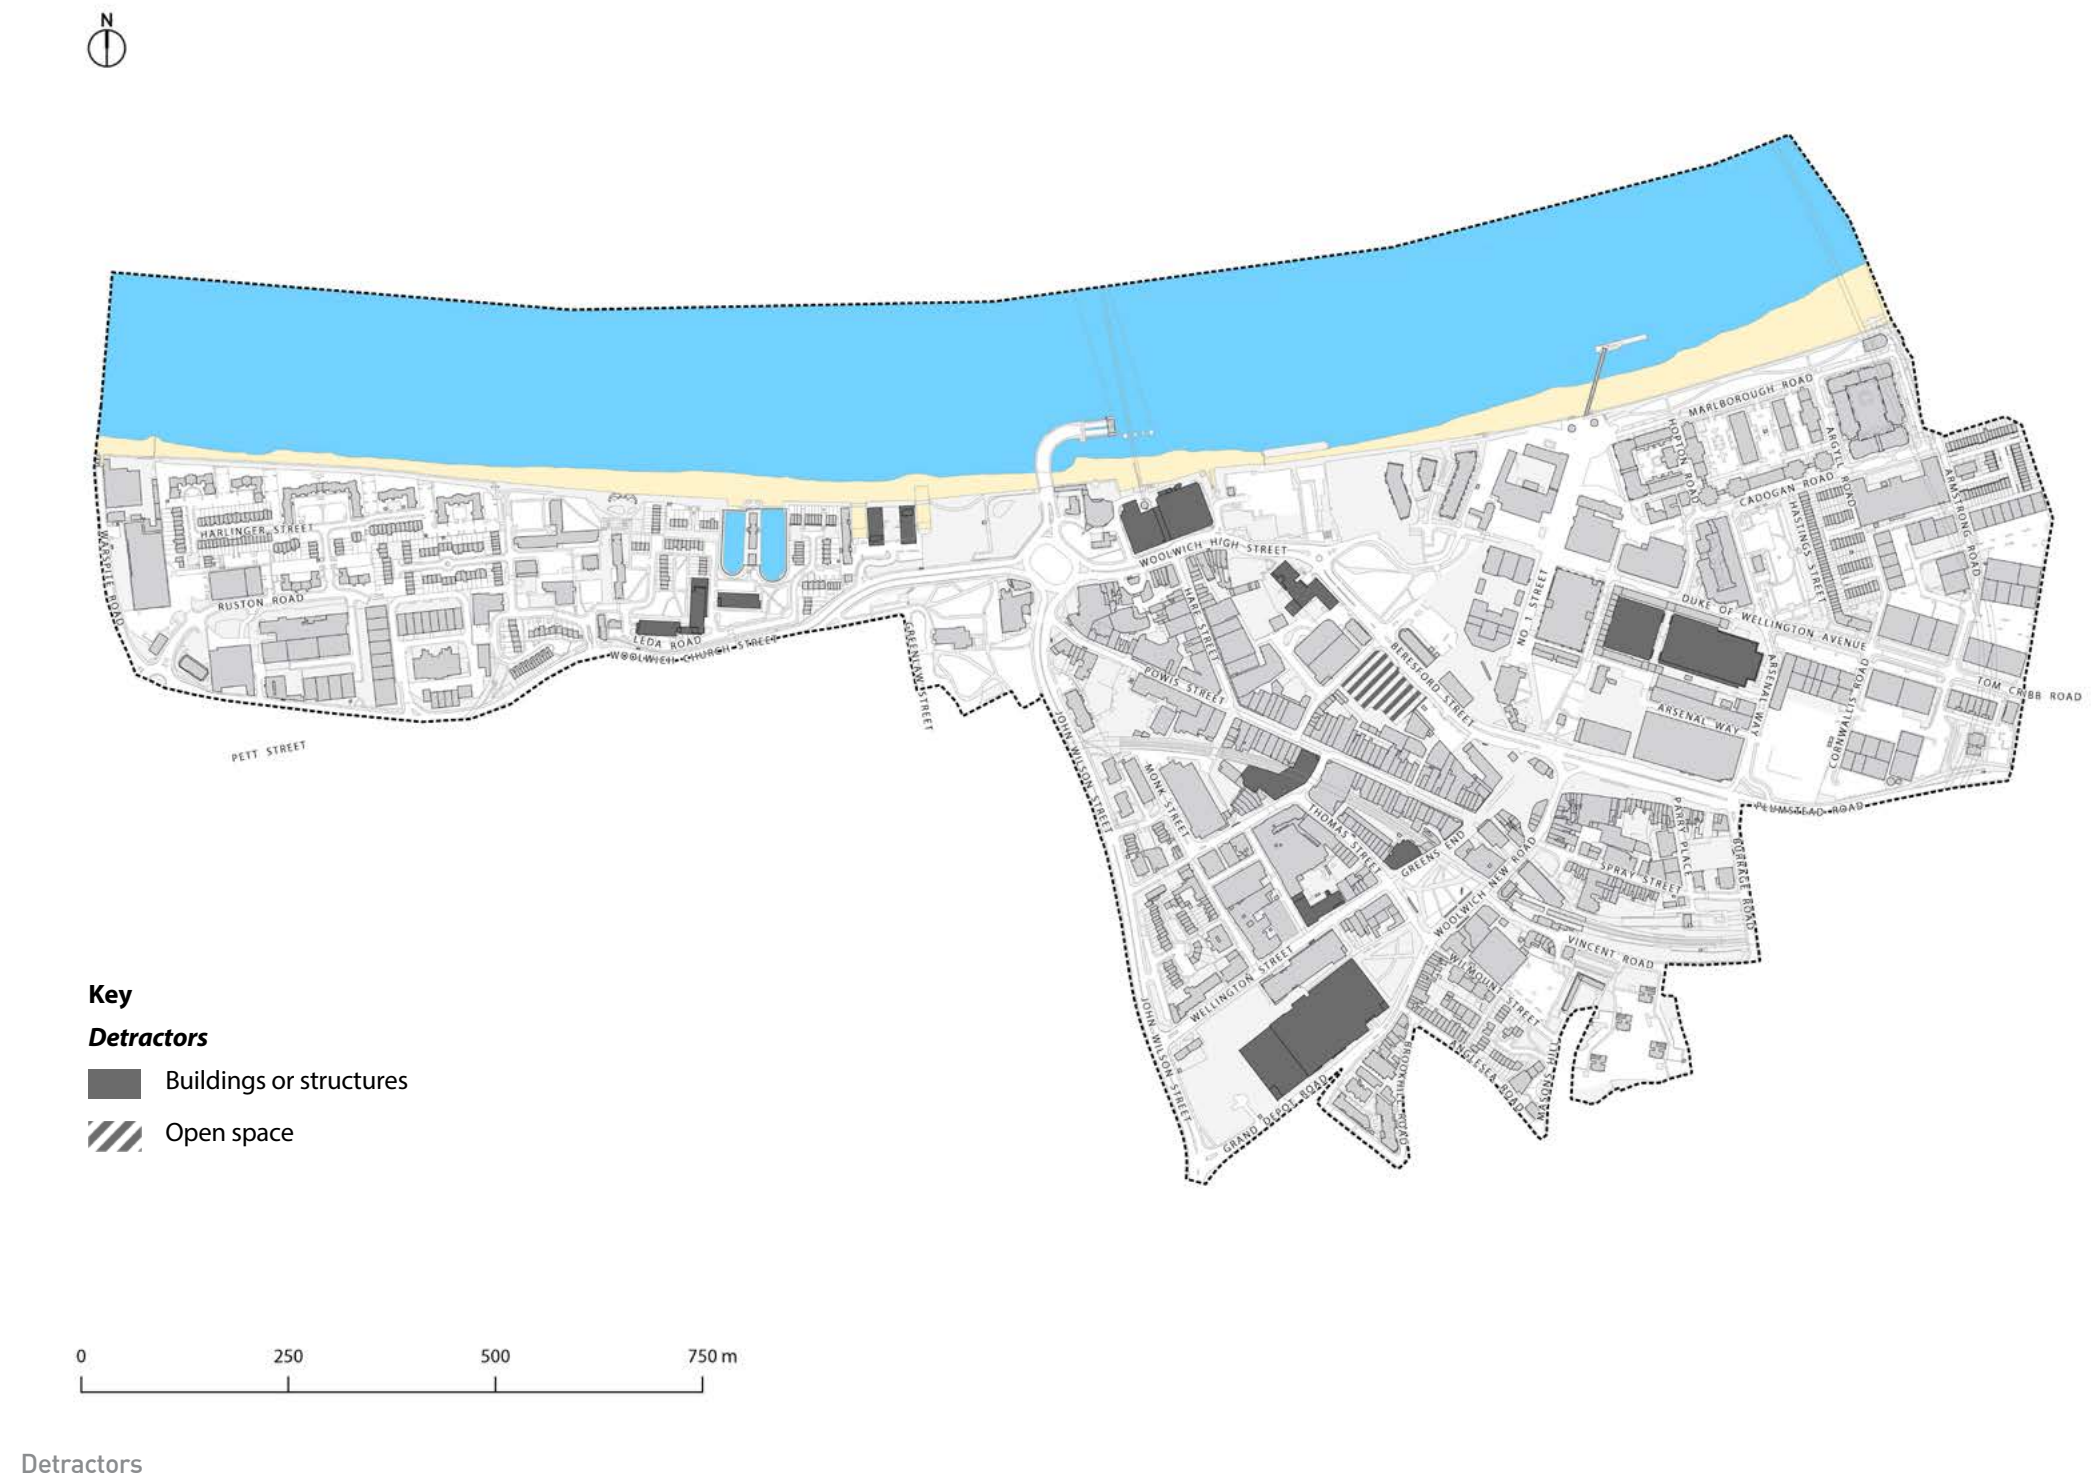 N
MARLBOROUGH ROAD
HOPTON ROAD
ARGYLL ROAD
CADOGAN ROAD
ARMSTRONG ROAD
HASTINGS STREET
HARLINGER STREET
WARSPITE ROAD
RUSTON ROAD
WOOLWICH HIGH STREET
HARE STREET
NO 1 STREET
DUKE OF WELLINGTON AVENUE
LEDA ROAD
WOOLWICH CHURCH STREET
GREENLAW STREET
POWIS STREET
BERESFORD STREET
ARSENAL WAY
ARSENAL WAY
CORNWALLIS ROAD
TOM CRIBB ROAD
PETT STREET
JOHN WILSON STREET
MONK STREET
THOMAS STREET
GREENS END
WOOLWICH NEW ROAD
PARRY PLACE
PLUMSTEAD ROAD
SPRAY STREET
BURRAGE ROAD
VINCENT ROAD
WELLINGTON STREET
WILMOUNT STREET
JOHN WILSON STREET
GRAND DEPOT ROAD
BROOKHILL ROAD
ANGLESEA ROAD
MASONS HILL
Key
Detractors
Buildings or structures
Open space
0 250 500 750 m
Detractors